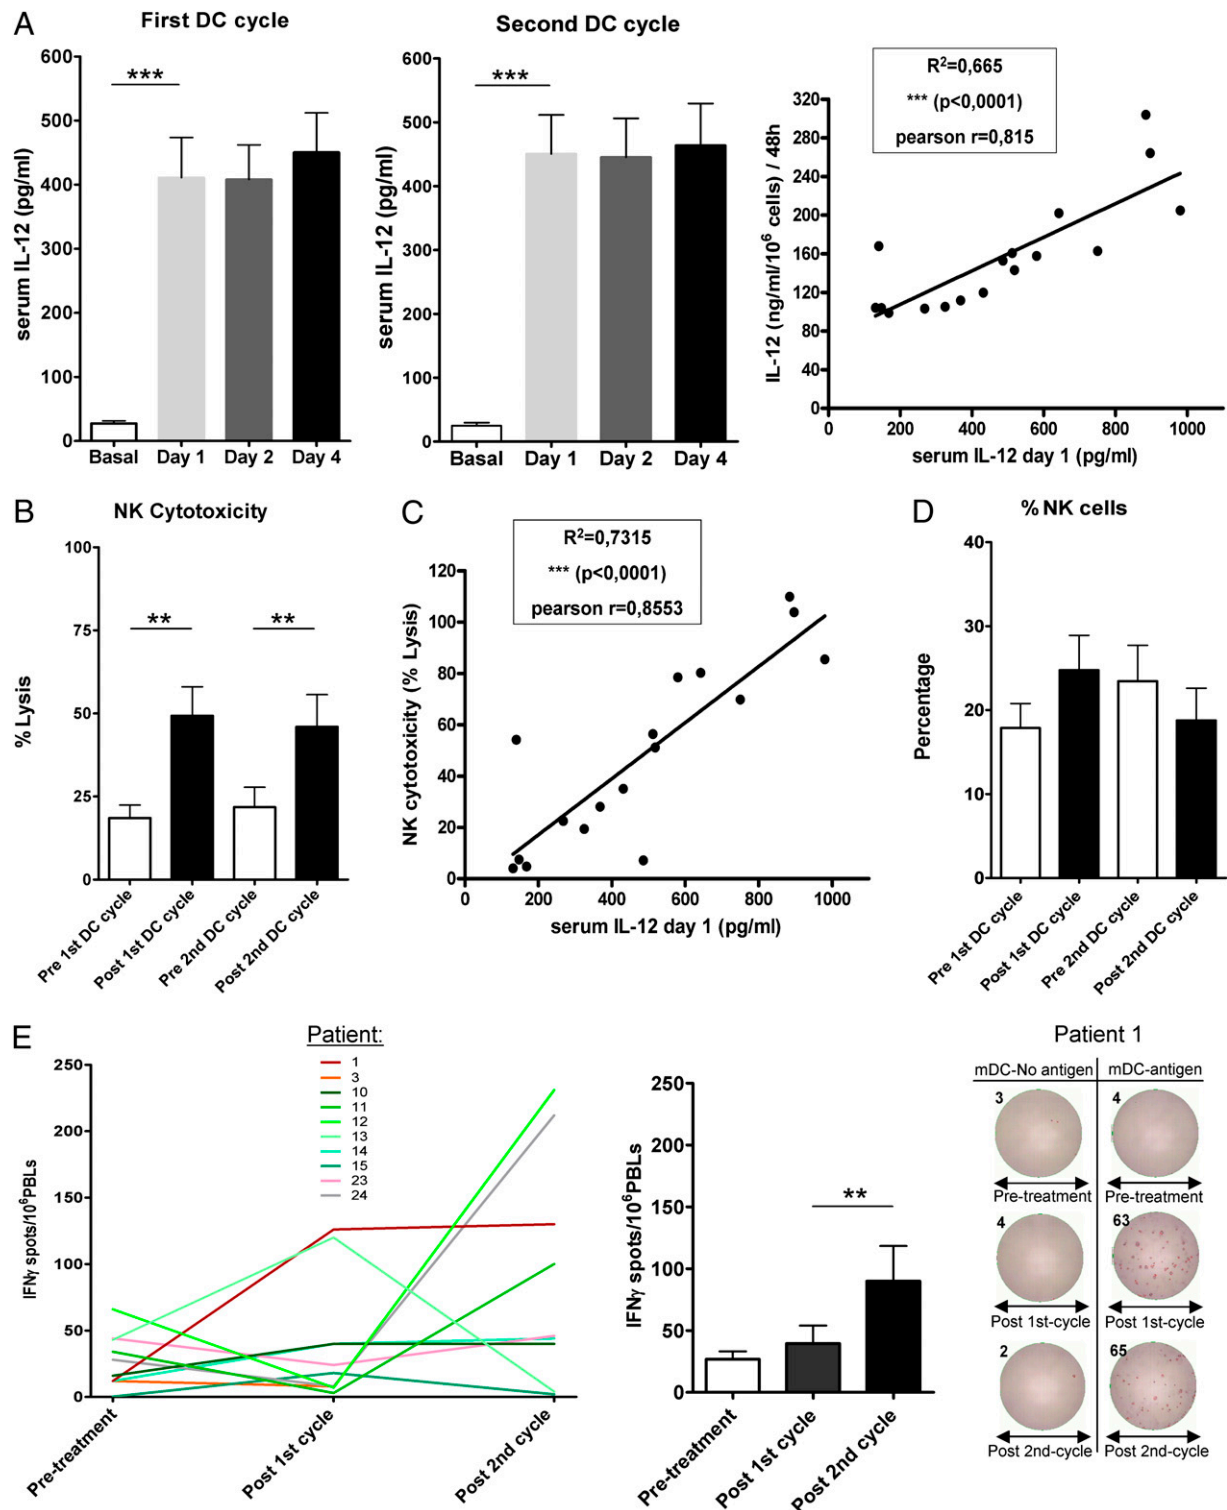 A
First DC cycle
serum IL-12 (pg/ml)
600
500
400
300
200
100
0
***
Basal Day 1 Day 2 Day 4
Second DC cycle
serum IL-12 (pg/ml)
600
500
400
300
200
100
0
***
Basal Day 1 Day 2 Day 4
R²=0,665
*** (p<0,0001)
pearson r=0,815
IL-12 (ng/ml/10⁶ cells) / 48h
320
280
240
200
160
120
80
40
0
0 200 400 600 800 1000
serum IL-12 day 1 (pg/ml)
B
NK Cytotoxicity
% Lysis
100
75
50
25
0
** **
Pre 1st DC cycle
Post 1st DC cycle
Pre 2nd DC cycle
Post 2nd DC cycle
C
R²=0,7315
*** (p<0,0001)
pearson r=0,8553
NK cytotoxicity (% Lysis)
120
100
80
60
40
20
0
0 200 400 600 800 1000
serum IL-12 day 1 (pg/ml)
D
% NK cells
Percentage
40
30
20
10
0
Pre 1st DC cycle
Post 1st DC cycle
Pre 2nd DC cycle
Post 2nd DC cycle
E
Patient:
1
3
10
11
12
13
14
15
23
24
IFNγ spots/10⁶PBLs
250
200
150
100
50
0
Pre-treatment
Post 1st cycle
Post 2nd cycle
IFNγ spots/10⁶PBLs
250
200
150
100
50
0
**
Pre-treatment
Post 1st cycle
Post 2nd cycle
Patient 1
mDC-No antigen mDC-antigen
3 4
Pre-treatment Pre-treatment
4 63
Post 1st-cycle Post 1st-cycle
2 65
Post 2nd-cycle Post 2nd-cycle